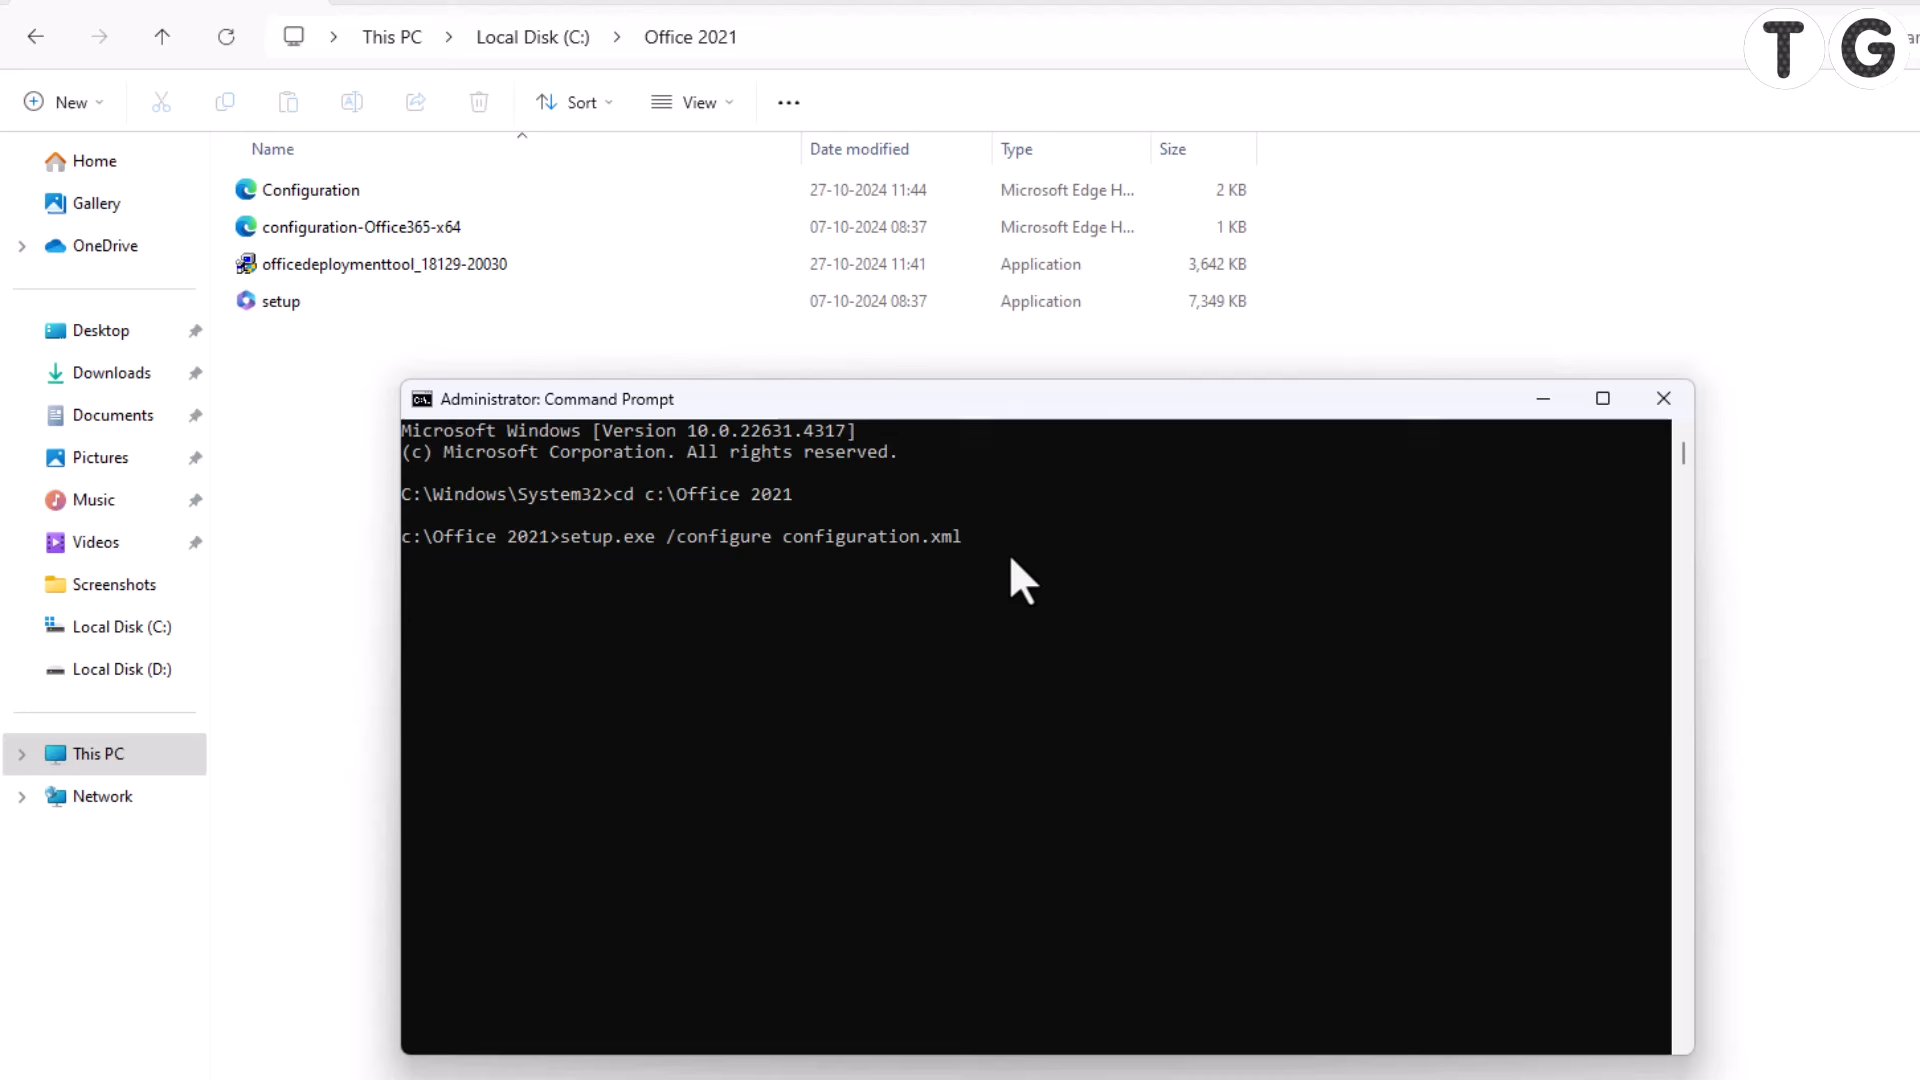 This PC > Local Disk (C:) > Office 2021
T G
New
Sort
View
Name
Date modified
Type
Size
Configuration 27-10-2024 11:44 Microsoft Edge H... 2 KB
configuration-Office365-x64 07-10-2024 08:37 Microsoft Edge H... 1 KB
officedeploymenttool_18129-20030 27-10-2024 11:41 Application 3,642 KB
setup 07-10-2024 08:37 Application 7,349 KB
Home
Gallery
OneDrive
Desktop
Downloads
Documents
Pictures
Music
Videos
Screenshots
Local Disk (C:)
Local Disk (D:)
This PC
Network
Administrator: Command Prompt
Microsoft Windows [Version 10.0.22631.4317]
(c) Microsoft Corporation. All rights reserved.
C:\Windows\System32>cd c:\Office 2021
c:\Office 2021>setup.exe /configure configuration.xml